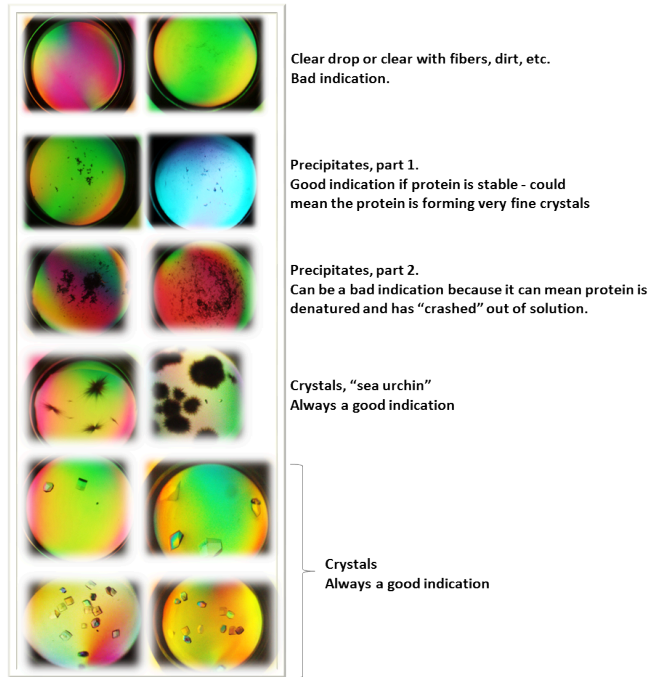 Clear drop or clear with fibers, dirt, etc.
Bad indication.
Precipitates, part 1.
Good indication if protein is stable - could
mean the protein is forming very fine crystals
Precipitates, part 2.
Can be a bad indication because it can mean protein is
denatured and has “crashed” out of solution.
Crystals, “sea urchin”
Always a good indication
Crystals
Always a good indication